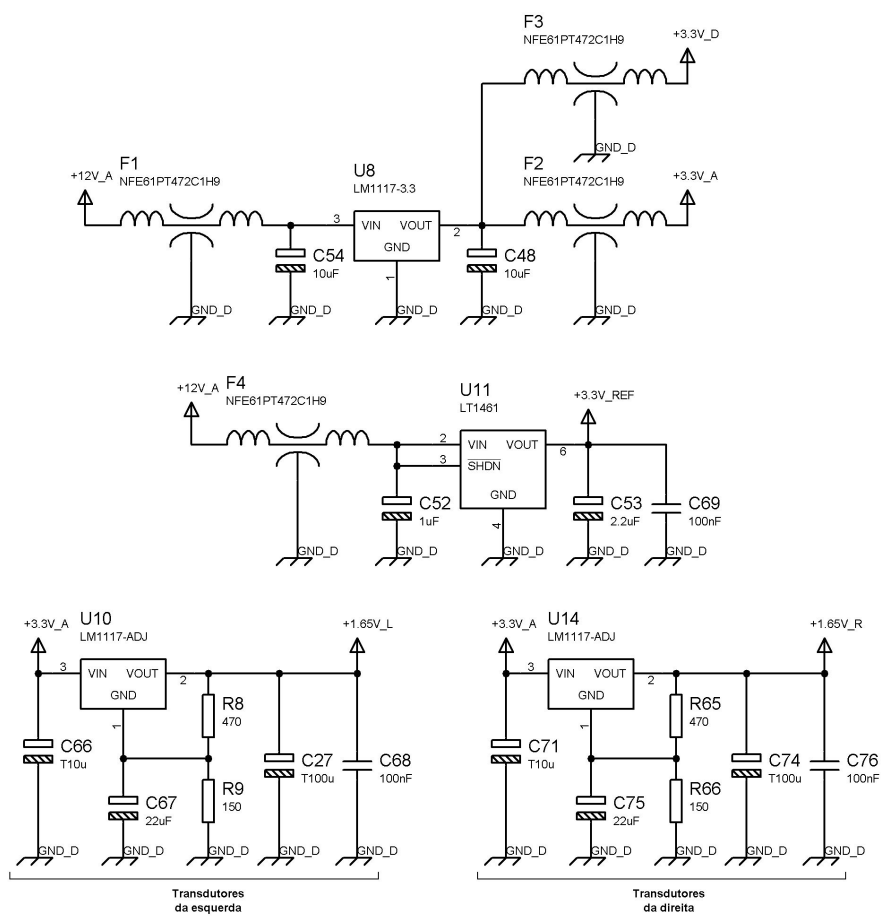 F3
NFE61PT472C1H9
+3.3V_D
GND_D
F1
NFE61PT472C1H9
+12V_A
U8
LM1117-3.3
F2
NFE61PT472C1H9
+3.3V_A
3
VIN
VOUT
2
GND
1
C54
10uF
C48
10uF
GND_D
GND_D
GND_D
GND_D
GND_D
+12V_A
F4
NFE61PT472C1H9
U11
LT1461
+3.3V_REF
2
VIN
VOUT
6
3
SHDN
GND
4
C52
1uF
C53
2.2uF
C69
100nF
GND_D
GND_D
GND_D
GND_D
GND_D
+3.3V_A
U10
LM1117-ADJ
+1.65V_L
3
VIN
VOUT
2
GND
1
R8
470
C66
T10u
C27
T100u
C68
100nF
C67
22uF
R9
150
GND_D
GND_D
GND_D
GND_D
GND_D
Transdutores
da esquerda
+3.3V_A
U14
LM1117-ADJ
+1.65V_R
3
VIN
VOUT
2
GND
1
R65
470
C71
T10u
C74
T100u
C76
100nF
C75
22uF
R66
150
GND_D
GND_D
GND_D
GND_D
GND_D
Transdutores
da direita